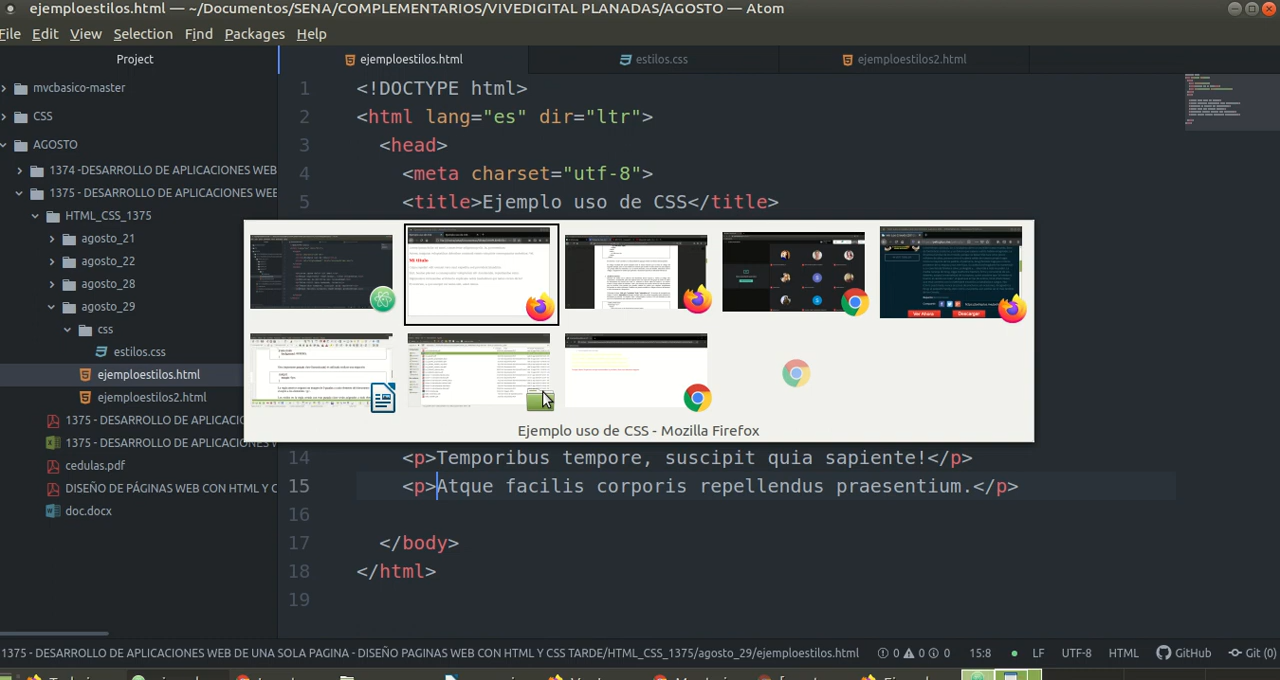 ejemploestilos.html — ~/Documentos/SENA/COMPLEMENTARIOS/VIVEDIGITAL PLANADAS/AGOSTO — Atom
File Edit View Selection Find Packages Help
Project
ejemploestilos.html
estilos.css
ejemploestilos2.html
mvcbasico-master
CSS
AGOSTO
1374 -DESARROLLO DE APLICACIONES WEB
1375 - DESARROLLO DE APLICACIONES WEB
HTML_CSS_1375
agosto_21
agosto_22
agosto_28
agosto_29
css
estilos.css
ejemploestilos.html
ejemploestilos2.html
1375 - DESARROLLO DE APLICACIO
1375 - DESARROLLO DE APLICACIONES W
cedulas.pdf
DISEÑO DE PÁGINAS WEB CON HTML Y C
doc.docx
1 <!DOCTYPE html>
2 <html lang="es" dir="ltr">
3 <head>
4 <meta charset="utf-8">
5 <title>Ejemplo uso de CSS</title>
Ejemplo uso de CSS - Mozilla Firefox
14 <p>Temporibus tempore, suscipit quia sapiente!</p>
15 <p>Atque facilis corporis repellendus praesentium.</p>
16
17 </body>
18 </html>
19
1375 - DESARROLLO DE APLICACIONES WEB DE UNA SOLA PAGINA - DISEÑO PAGINAS WEB CON HTML Y CSS TARDE/HTML_CSS_1375/agosto_29/ejemploestilos.html
0 0 0 15:8 LF UTF-8 HTML GitHub Git (0)